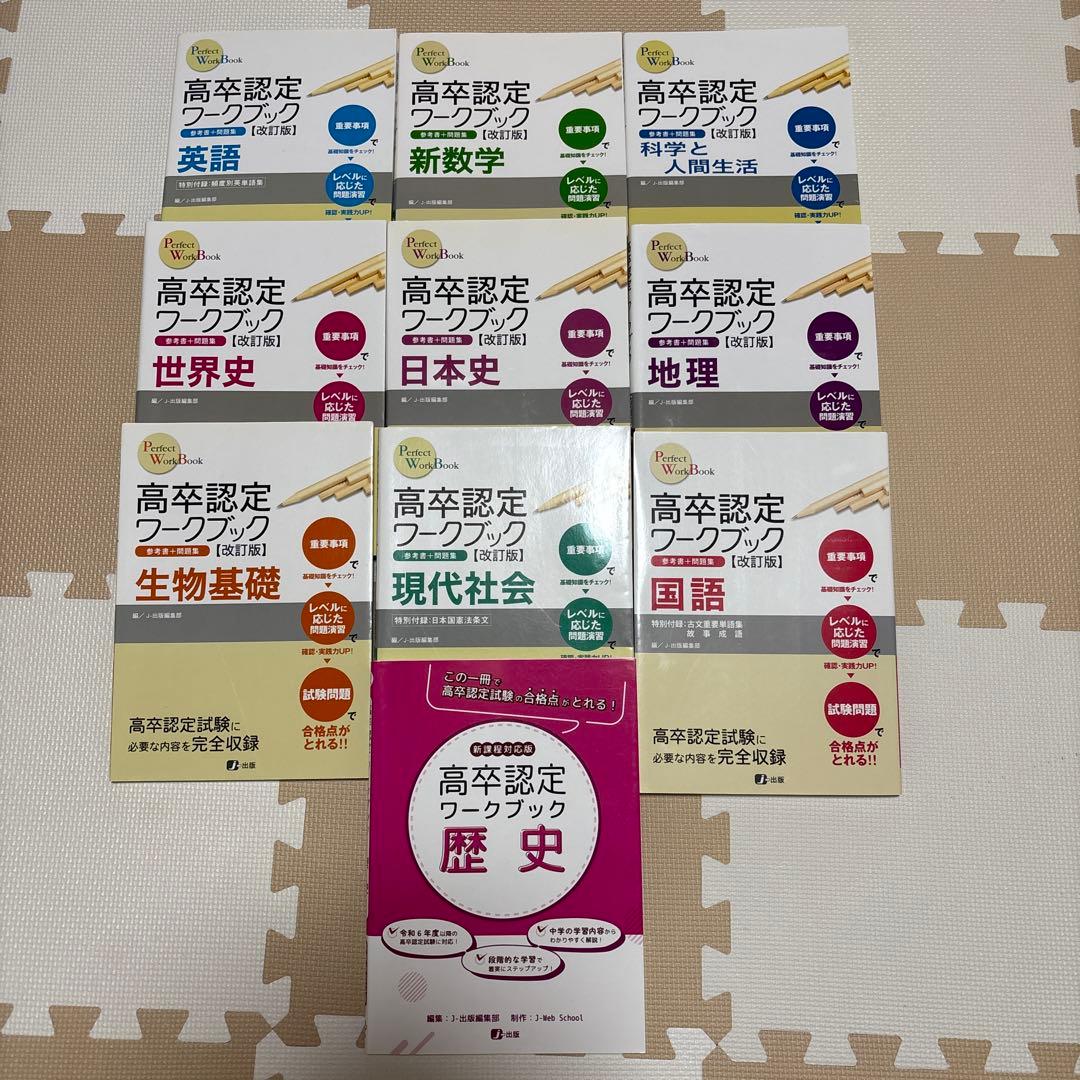 Perfect
WorkBook
高卒認定
ワークブック
参考書+問題集
【改訂版】
英語
特別付録:頻度別英単語集
編/J-出版編集部
重要事項
で
基礎知識をチェック!
レベルに
応じた
問題演習
で
確認・実践力UP!
Perfect
WorkBook
高卒認定
ワークブック
参考書+問題集
【改訂版】
新数学
編/J-出版編集部
重要事項
で
基礎知識をチェック!
レベルに
応じた
問題演習
で
確認・実践力UP!
Perfect
WorkBook
高卒認定
ワークブック
参考書+問題集
【改訂版】
科学と
人間生活
編/J-出版編集部
重要事項
で
基礎知識をチェック!
レベルに
応じた
問題演習
で
確認・実践力UP!
Perfect
WorkBook
高卒認定
ワークブック
参考書+問題集
【改訂版】
世界史
編/J-出版編集部
重要事項
で
基礎知識をチェック!
レベルに
応じた
問題演習
Perfect
WorkBook
高卒認定
ワークブック
参考書+問題集
【改訂版】
日本史
編/J-出版編集部
重要事項
で
基礎知識をチェック!
レベルに
応じた
問題演習
Perfect
WorkBook
高卒認定
ワークブック
参考書+問題集
【改訂版】
地理
編/J-出版編集部
重要事項
で
基礎知識をチェック!
レベルに
応じた
問題演習
Perfect
WorkBook
高卒認定
ワークブック
参考書+問題集
【改訂版】
生物基礎
編/J-出版編集部
重要事項
で
基礎知識をチェック!
レベルに
応じた
問題演習
で
確認・実践力UP!
試験問題
で
合格点が
とれる!!
高卒認定試験に
必要な内容を完全収録
J-出版
Perfect
WorkBook
高卒認定
ワークブック
参考書+問題集
【改訂版】
現代社会
特別付録:日本国憲法条文
編/J-出版編集部
重要事項
で
基礎知識をチェック!
レベルに
応じた
問題演習
で
確認・実践力UP!
Perfect
WorkBook
高卒認定
ワークブック
参考書+問題集
【改訂版】
国語
特別付録:古文重要単語集
故事成語
編/J-出版編集部
重要事項
で
基礎知識をチェック!
レベルに
応じた
問題演習
で
確認・実践力UP!
試験問題
で
合格点が
とれる!!
高卒認定試験に
必要な内容を完全収録
J-出版
この一冊で
高卒認定試験の合格点がとれる!
新課程対応版
高卒認定
ワークブック
歴史
令和6年度以降の
高卒認定試験に対応!
中学の学習内容から
わかりやすく解説!
段階的な学習で
着実にステップアップ!
編集:J-出版編集部 制作:J-Web School
J-出版